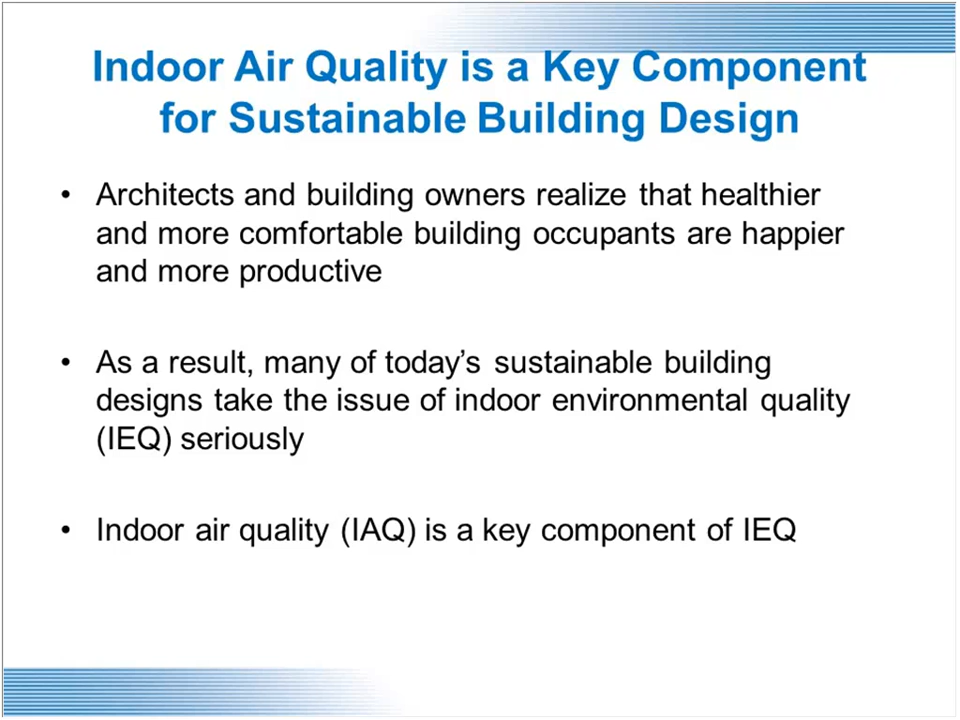 Indoor Air Quality is a Key Component
for Sustainable Building Design
• Architects and building owners realize that healthier
and more comfortable building occupants are happier
and more productive
• As a result, many of today’s sustainable building
designs take the issue of indoor environmental quality
(IEQ) seriously
• Indoor air quality (IAQ) is a key component of IEQ